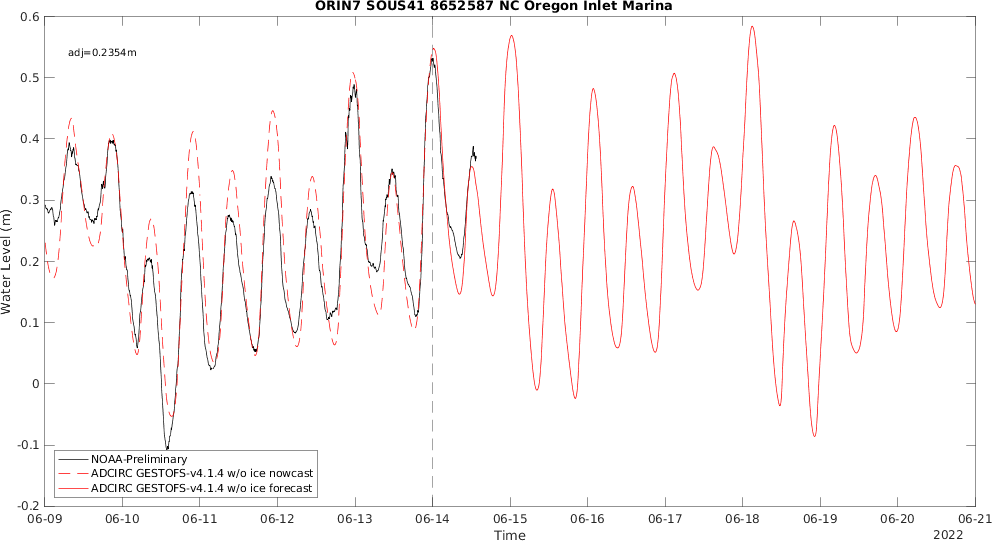 ORIN7 SOUS41 8652587 NC Oregon Inlet Marina
adj=0.2354m
0.6
0.5
0.4
0.3
0.2
0.1
0
-0.1
-0.2
Water Level (m)
NOAA-Preliminary
ADCIRC GESTOFS-v4.1.4 w/o ice nowcast
ADCIRC GESTOFS-v4.1.4 w/o ice forecast
06-09 06-10 06-11 06-12 06-13 06-14 06-15 06-16 06-17 06-18 06-19 06-20 06-21
Time
2022